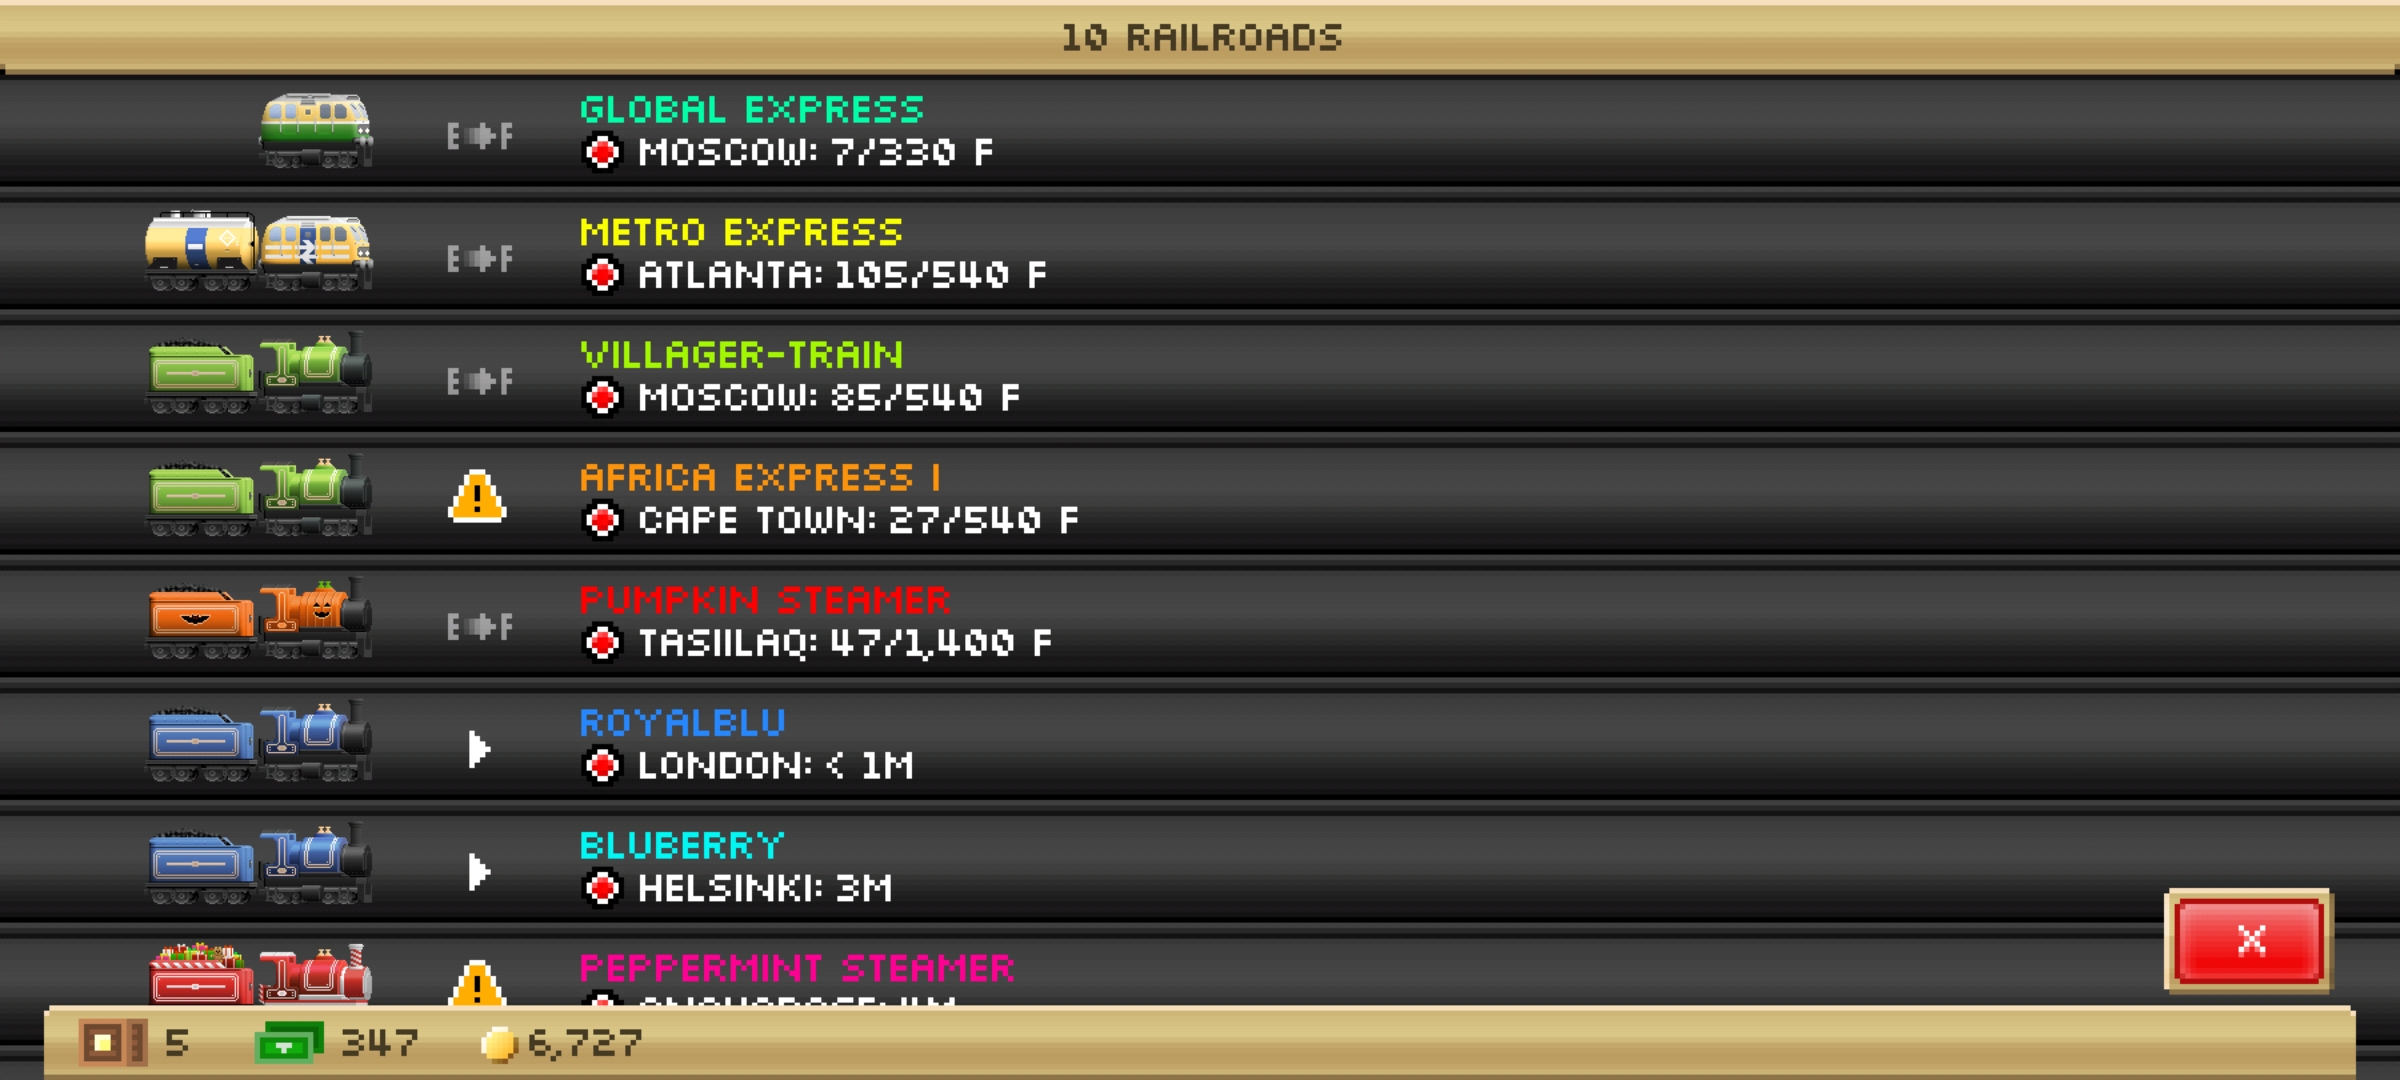 10 RAILROADS
E F
GLOBAL EXPRESS
MOSCOW: 7/330 F
E F
METRO EXPRESS
ATLANTA: 105/540 F
E F
VILLAGER-TRAIN
MOSCOW: 85/540 F
!
AFRICA EXPRESS I
CAPE TOWN: 27/540 F
E F
PUMPKIN STEAMER
TASIILAQ: 47/1,400 F
ROYALBLU
LONDON: < 1M
BLUBERRY
HELSINKI: 3M
!
PEPPERMINT STEAMER
X
5 347 6,727